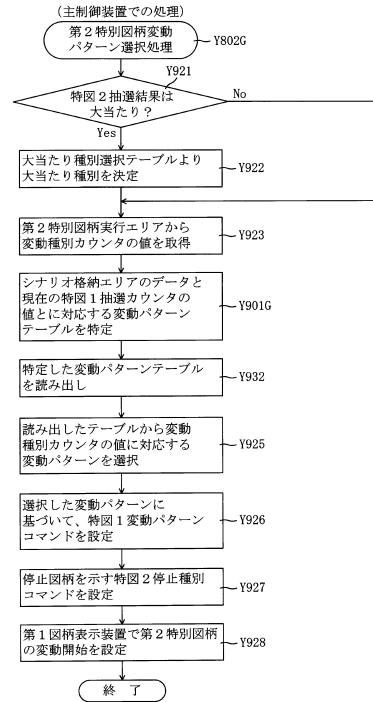 (主制御装置での処理)
第2特別図柄変動
パターン選択処理
Y802G
Y921
特図2抽選結果は
大当たり?
No
Yes
大当たり種別選択テーブルより
大当たり種別を決定
Y922
第2特別図柄実行エリアから
変動種別カウンタの値を取得
Y923
シナリオ格納エリアのデータと
現在の特図1抽選カウンタの
値とに対応する変動パターン
テーブルを特定
Y901G
特定した変動パターンテーブル
を読み出し
Y932
読み出したテーブルから変動
種別カウンタの値に対応する
変動パターンを選択
Y925
選択した変動パターンに
基づいて、特図1変動パターン
コマンドを設定
Y926
停止図柄を示す特図2停止種別
コマンドを設定
Y927
第1図柄表示装置で第2特別図柄
の変動開始を設定
Y928
終 了